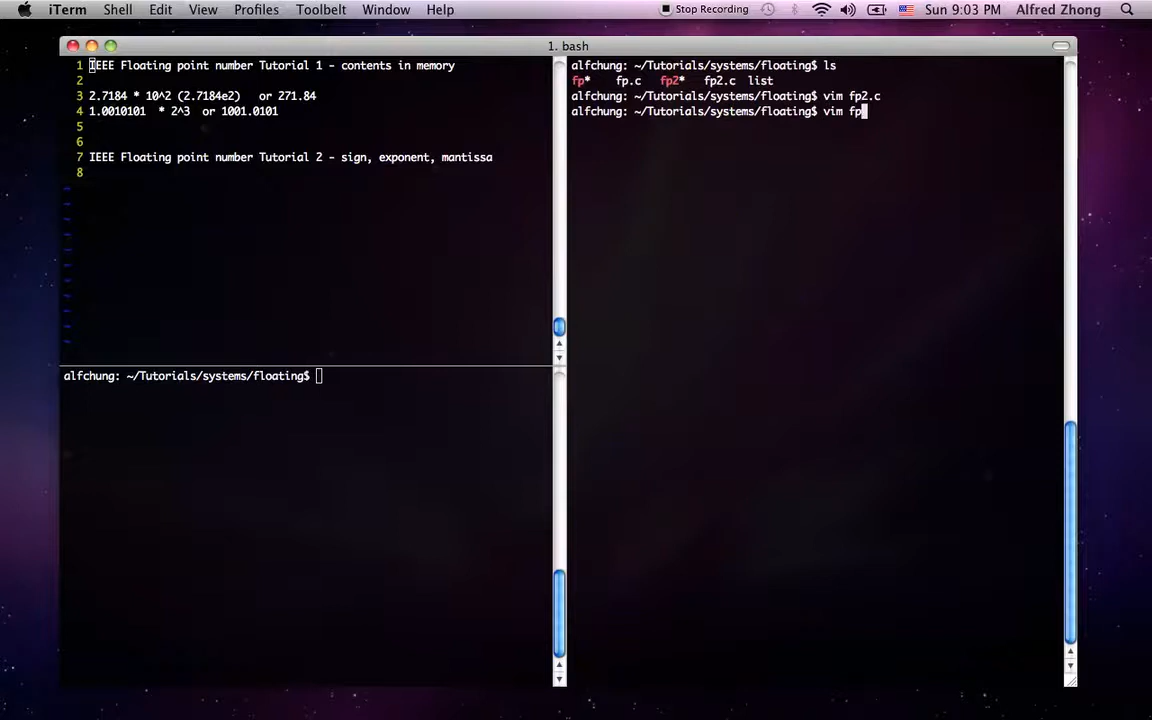 iTerm Shell Edit View Profiles Toolbelt Window Help Stop Recording Sun 9:03 PM Alfred Zhong
1. bash
1 IEEE Floating point number Tutorial 1 - contents in memory
2
3 2.7184 * 10^2 (2.7184e2) or 271.84
4 1.0010101 * 2^3 or 1001.0101
5
6
7 IEEE Floating point number Tutorial 2 - sign, exponent, mantissa
8
~
~
~
~
~
~
~
~
~
~
~
alfchung: ~/Tutorials/systems/floating$
alfchung: ~/Tutorials/systems/floating$ ls
fp* fp.c fp2* fp2.c list
alfchung: ~/Tutorials/systems/floating$ vim fp2.c
alfchung: ~/Tutorials/systems/floating$ vim fp